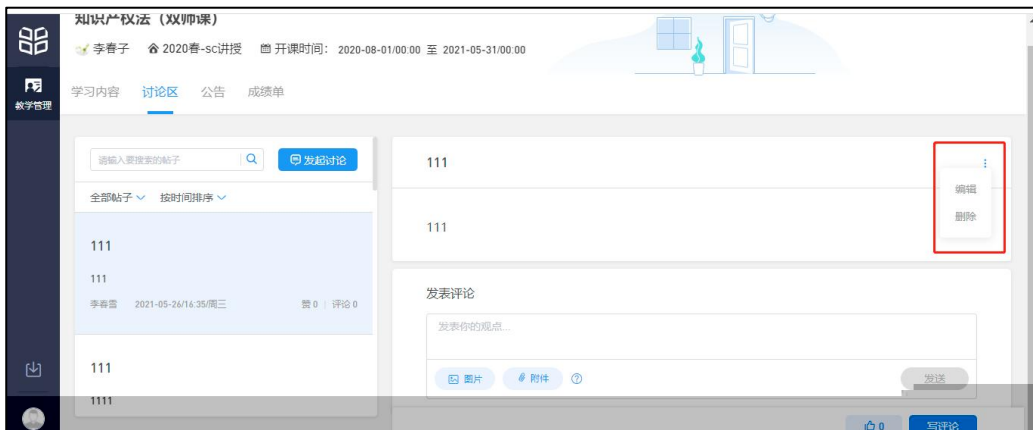 知识产权法（双师课）
李春子 2020春-sc讲授 开课时间： 2020-08-01/00:00 至 2021-05-31/00:00
教学管理
学习内容 讨论区 公告 成绩单
请输入要搜索的帖子 发起讨论
全部帖子 按时间排序
111
111
李春雪 2021-05-26/16:35/周三 赞 0 | 评论 0
111
1111
111
编辑
删除
111
发表评论
发表你的观点...
图片 附件 发送
0 写评论